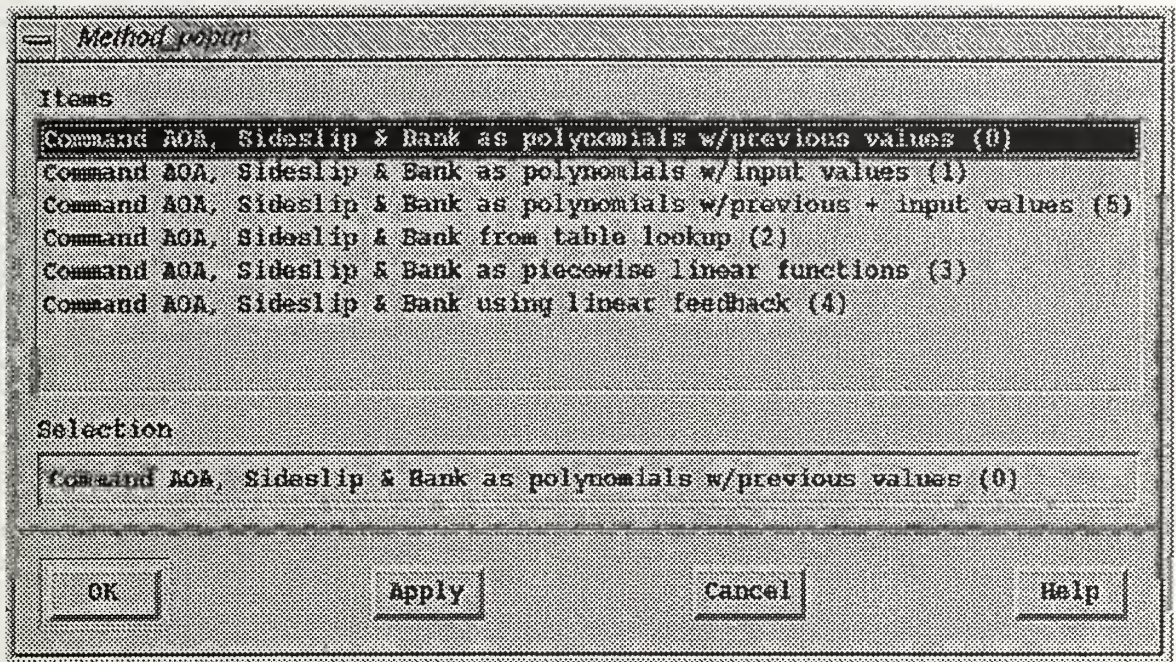 Method_popup
Items
Command AOA, Sideslip & Bank as polynomials w/previous values (0)
Command AOA, Sideslip & Bank as polynomials w/input values (1)
Command AOA, Sideslip & Bank as polynomials w/previous + input values (5)
Command AOA, Sideslip & Bank from table lookup (2)
Command AOA, Sideslip & Bank as piecewise linear functions (3)
Command AOA, Sideslip & Bank using linear feedback (4)
Selection
Command AOA, Sideslip & Bank as polynomials w/previous values (0)
OK Apply Cancel Help